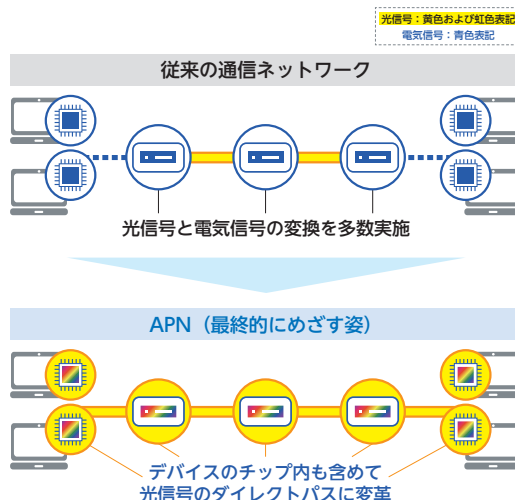 光信号：黄色および虹色表記
電気信号：青色表記
従来の通信ネットワーク
光信号と電気信号の変換を多数実施
APN（最終的にめざす姿）
デバイスのチップ内も含めて
光信号のダイレクトパスに変革